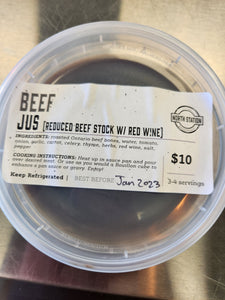 BEEF
JUS (REDUCED BEEF STOCK W/ RED WINE)
INGREDIENTS: roasted Ontario beef bones, water, tomato,
onion, garlic, carrot, celery, thyme, herbs, red wine, salt,
pepper
COOKING INSTRUCTIONS: Heat up in sauce pan and pour
over desired meat. Or use as you would a Bouillon cube to
enhance a pan sauce or gravy. Enjoy!
Keep Refrigerated | BEST BEFORE Jan 2023
NORTH STATION
$10
3-4 servings